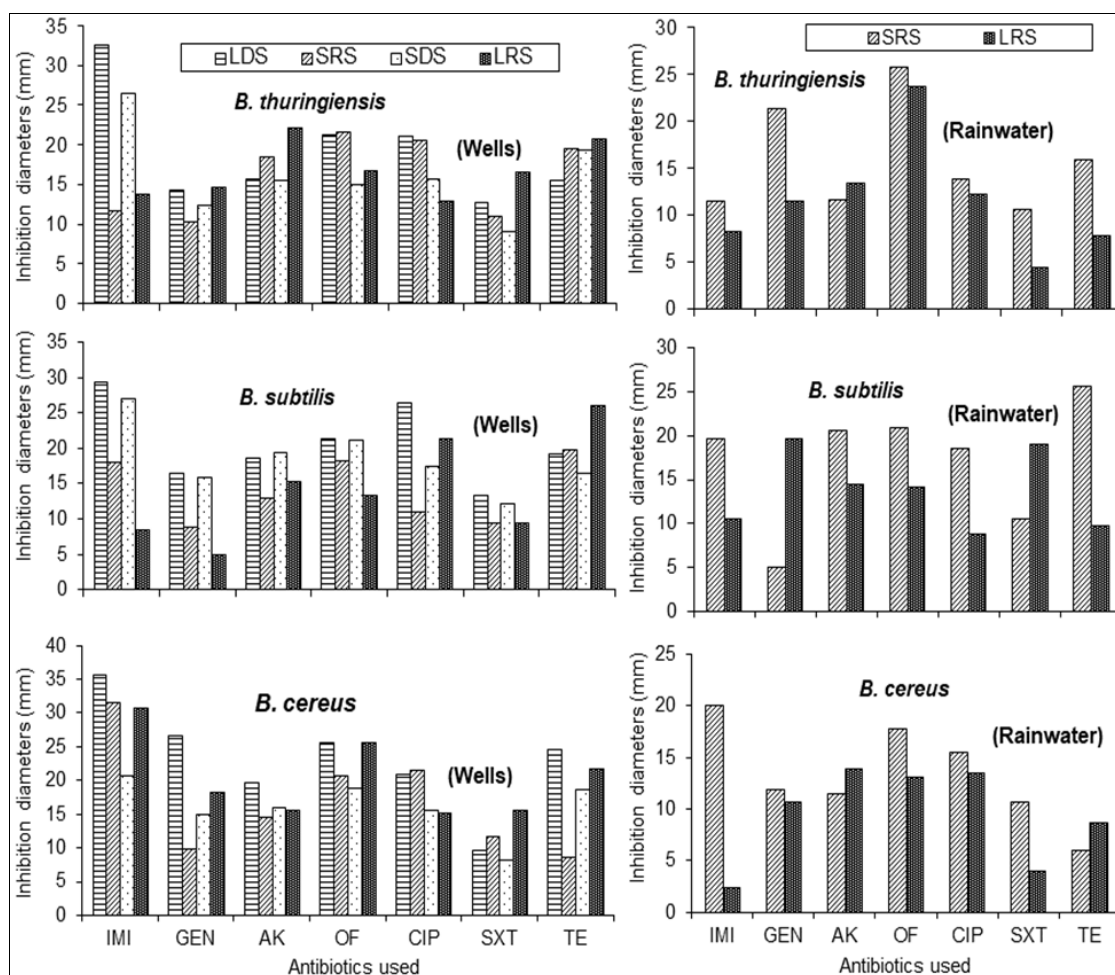 35
30
25
20
15
10
5
0
Inhibition diameters (mm)
LDS SRS SDS LRS
B. thuringiensis
(Wells)
30
25
20
15
10
5
0
Inhibition diameters (mm)
SRS LRS
B. thuringiensis
(Rainwater)
35
30
25
20
15
10
5
0
Inhibition diameters (mm)
B. subtilis
(Wells)
30
25
20
15
10
5
0
Inhibition diameters (mm)
B. subtilis
(Rainwater)
40
35
30
25
20
15
10
5
0
Inhibition diameters (mm)
B. cereus
(Wells)
IMI GEN AK OF CIP SXT TE
Antibiotics used
25
20
15
10
5
0
Inhibition diameters (mm)
B. cereus
(Rainwater)
IMI GEN AK OF CIP SXT TE
Antibiotics used